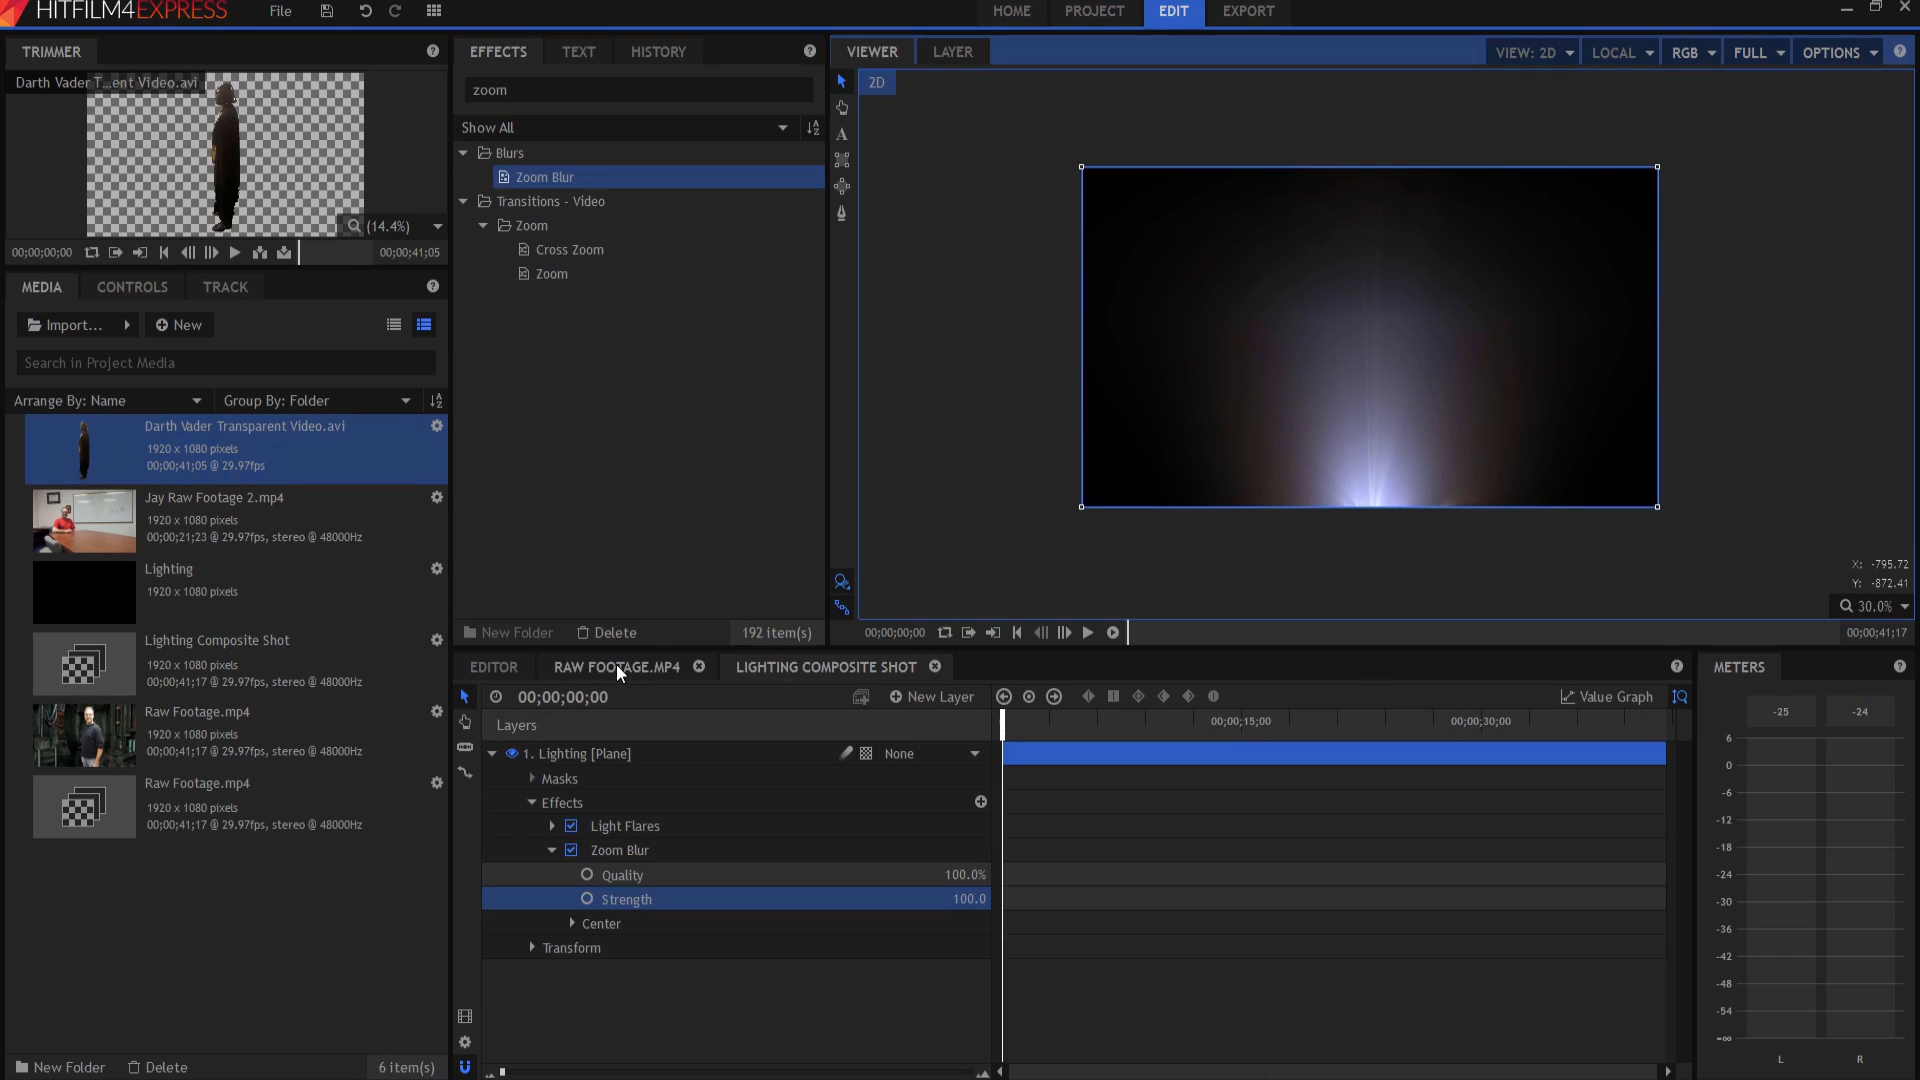 HITFILM4EXPRESS
File
HOME
PROJECT
EDIT
EXPORT
TRIMMER
Darth Vader T...ent Video.avi
(14.4%)
00;00;00;00
00;00;41;05
MEDIA
CONTROLS
TRACK
Import...
New
Search in Project Media
Arrange By: Name
Group By: Folder
Darth Vader Transparent Video.avi
1920 x 1080 pixels
00;00;41;05 @ 29.97fps
Jay Raw Footage 2.mp4
1920 x 1080 pixels
00;00;21;23 @ 29.97fps, stereo @ 48000Hz
Lighting
1920 x 1080 pixels
Lighting Composite Shot
1920 x 1080 pixels
00;00;41;17 @ 29.97fps, stereo @ 48000Hz
Raw Footage.mp4
1920 x 1080 pixels
00;00;41;17 @ 29.97fps, stereo @ 48000Hz
Raw Footage.mp4
1920 x 1080 pixels
00;00;41;17 @ 29.97fps, stereo @ 48000Hz
New Folder
Delete
6 item(s)
EFFECTS
TEXT
HISTORY
zoom
Show All
Blurs
Zoom Blur
Transitions - Video
Zoom
Cross Zoom
Zoom
New Folder
Delete
192 item(s)
VIEWER
LAYER
VIEW: 2D
LOCAL
RGB
FULL
OPTIONS
2D
X: -795.72
Y: -872.41
30.0%
00;00;00;00
00;00;41;17
EDITOR
RAW FOOTAGE.MP4
LIGHTING COMPOSITE SHOT
00;00;00;00
New Layer
Value Graph
Layers
00;00;15;00
00;00;30;00
1. Lighting [Plane]
None
Masks
Effects
Light Flares
Zoom Blur
Quality
100.0%
Strength
100.0
Center
Transform
METERS
-25
-24
6
0
-6
-12
-18
-24
-30
-36
-42
-48
-54
-∞
L
R